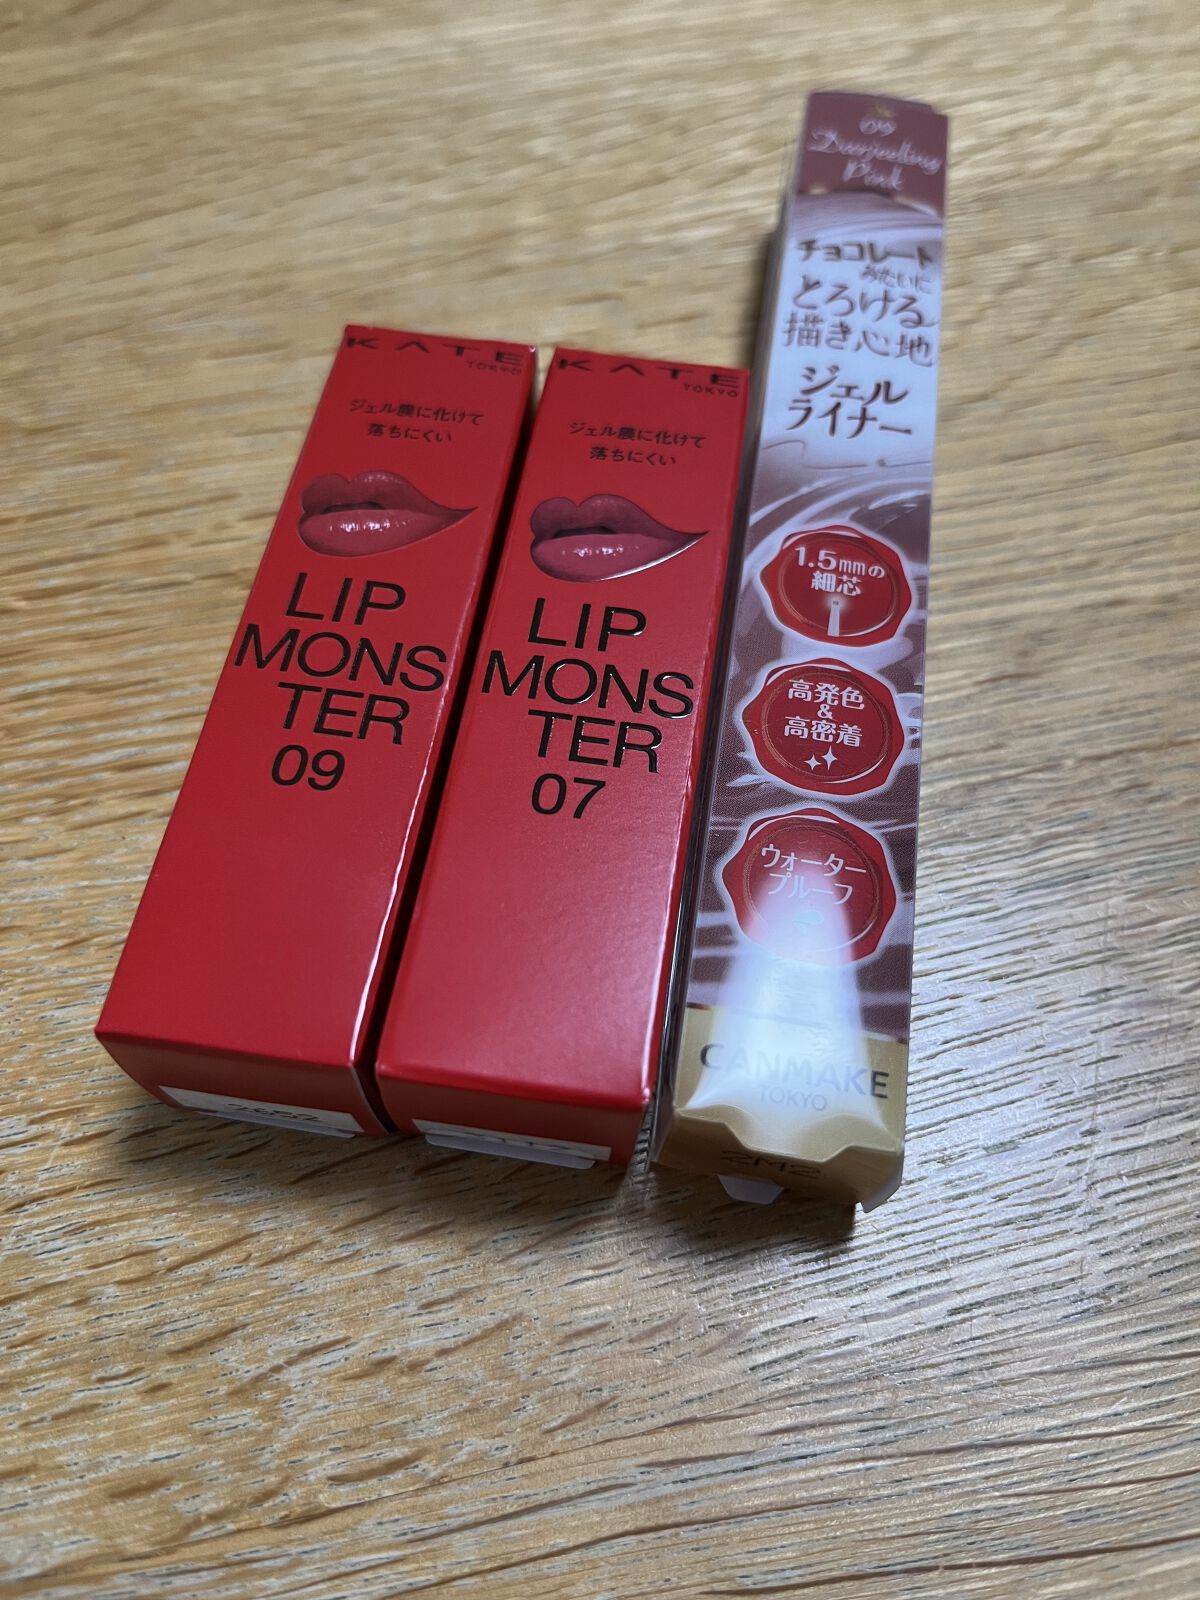 KATE
TOKYO
ジェル膜に化けて
落ちにくい
LIP
MONS
TER
09
KATE
TOKYO
ジェル膜に化けて
落ちにくい
LIP
MONS
TER
07
09
Darjeeling
Pink
チョコレート
みたいに
とろける
描き心地
ジェル
ライナー
1.5mmの
細芯
高発色
&
高密着
ウォーター
プルーフ
CANMAKE
TOKYO
2M2